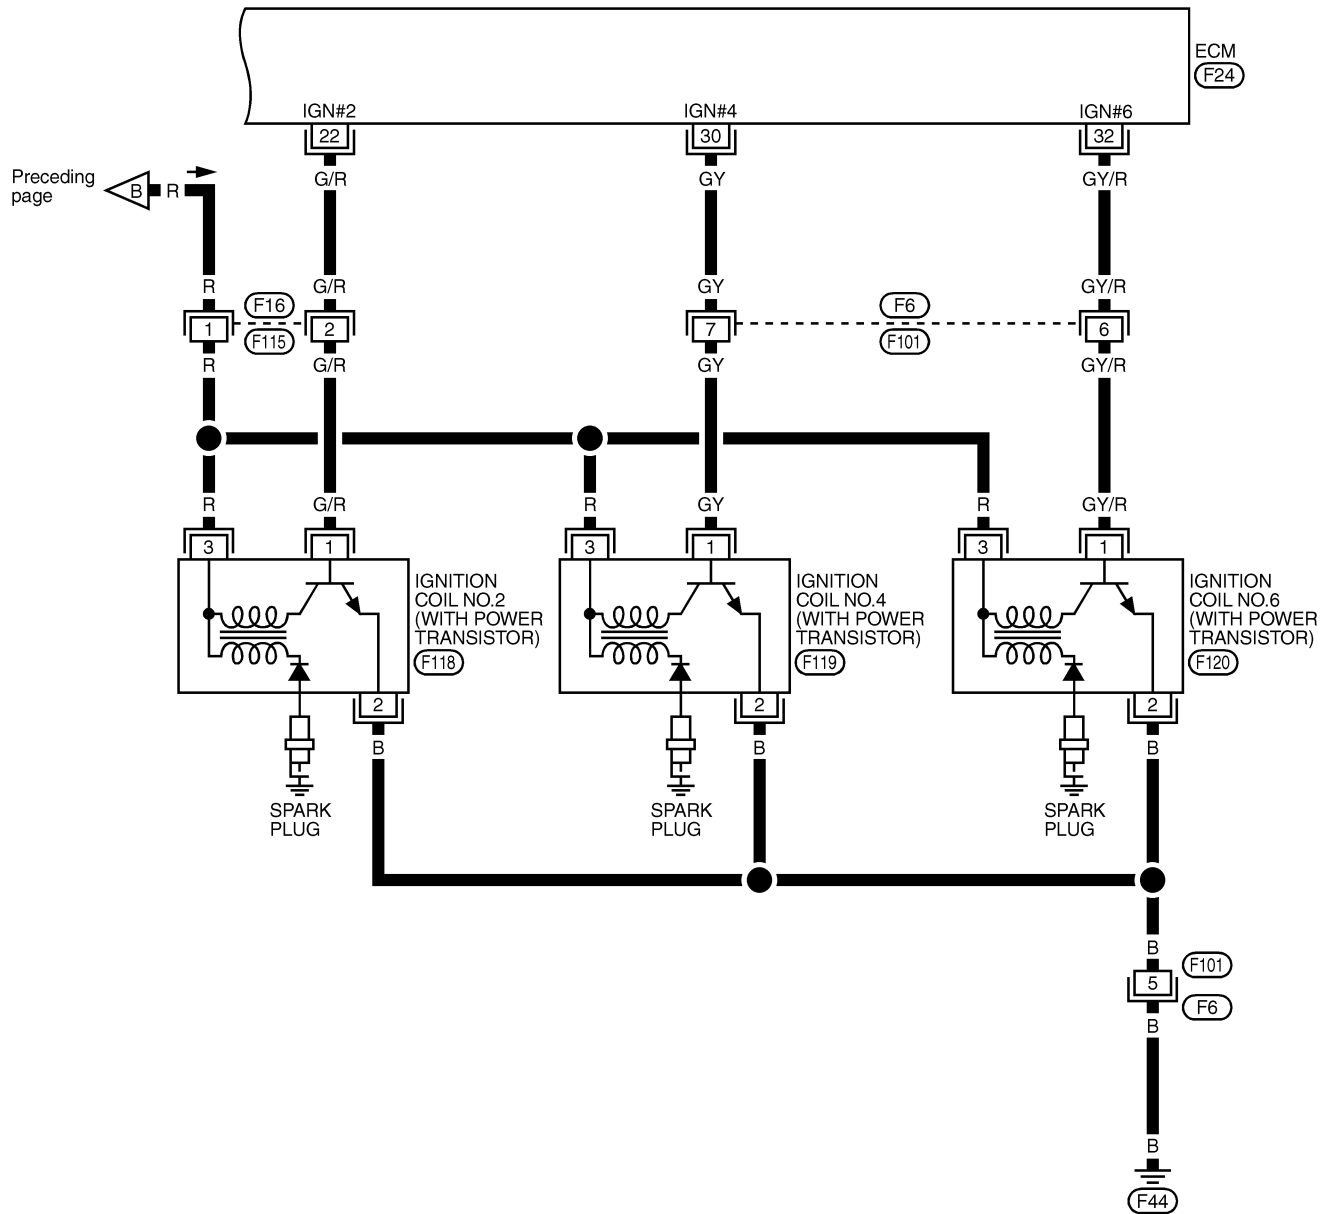 ECM
F24
IGN#2
IGN#4
IGN#6
22
30
32
Preceding
page
B
R
G/R
GY
GY/R
R
G/R
GY
GY/R
F16
F6
1
2
7
6
F115
F101
R
G/R
GY
GY/R
R
G/R
R
GY
R
GY/R
3
1
3
1
3
1
IGNITION
COIL NO.2
(WITH POWER
TRANSISTOR)
F118
IGNITION
COIL NO.4
(WITH POWER
TRANSISTOR)
F119
IGNITION
COIL NO.6
(WITH POWER
TRANSISTOR)
F120
2
2
2
B
B
B
SPARK
PLUG
SPARK
PLUG
SPARK
PLUG
B
F101
5
F6
B
B
F44